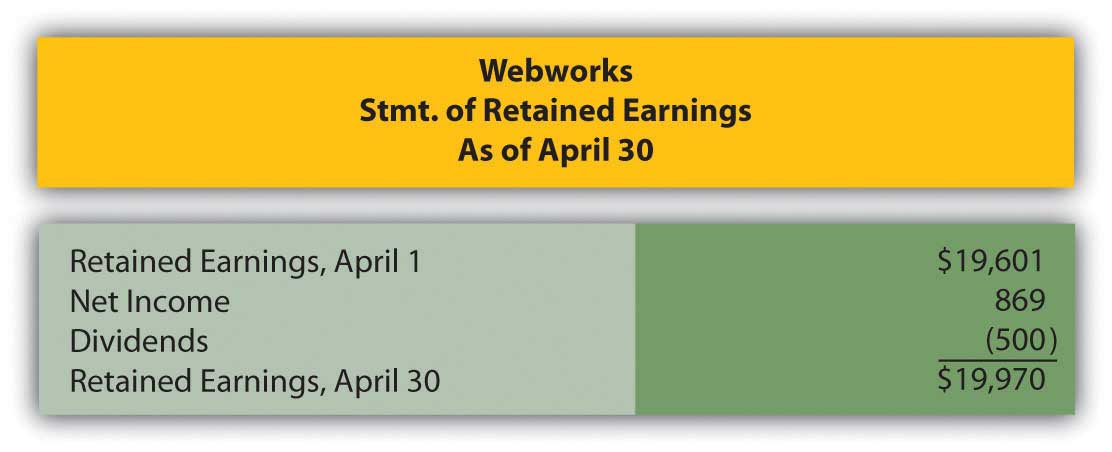 Webworks
Stmt. of Retained Earnings
As of April 30
Retained Earnings, April 1 $19,601
Net Income 869
Dividends (500)
Retained Earnings, April 30 $19,970